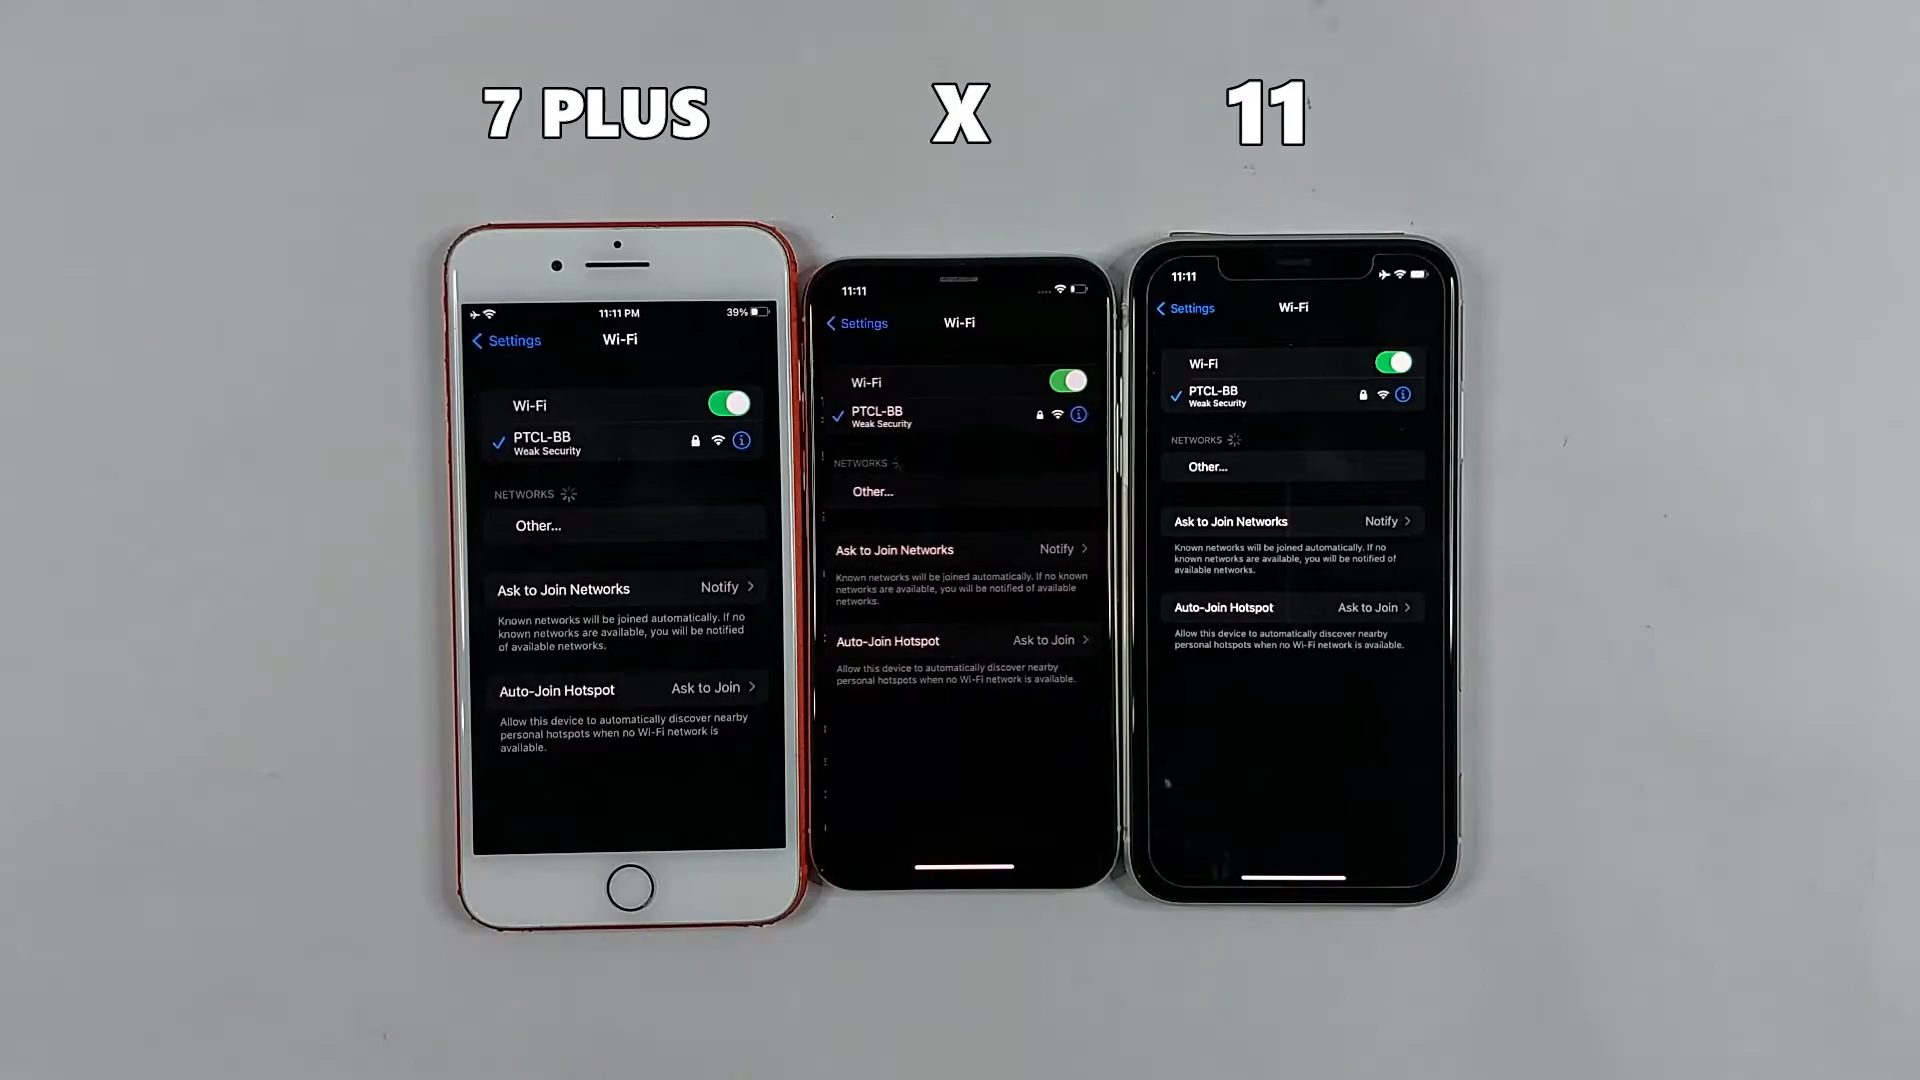 7 PLUS
X
11
11:11 PM
39%
Settings
Wi-Fi
Wi-Fi
PTCL-BB
Weak Security
NETWORKS
Other...
Ask to Join Networks
Notify
Known networks will be joined automatically. If no
known networks are available, you will be notified
of available networks.
Auto-Join Hotspot
Ask to Join
Allow this device to automatically discover nearby
personal hotspots when no Wi-Fi network is
available.
11:11
Settings
Wi-Fi
Wi-Fi
PTCL-BB
Weak Security
NETWORKS
Other...
Ask to Join Networks
Notify
Known networks will be joined automatically. If no known
networks are available, you will be notified of available
networks.
Auto-Join Hotspot
Ask to Join
Allow this device to automatically discover nearby
personal hotspots when no Wi-Fi network is available.
11:11
Settings
Wi-Fi
Wi-Fi
PTCL-BB
Weak Security
NETWORKS
Other...
Ask to Join Networks
Notify
Known networks will be joined automatically. If no
known networks are available, you will be notified of
available networks.
Auto-Join Hotspot
Ask to Join
Allow this device to automatically discover nearby
personal hotspots when no Wi-Fi network is available.